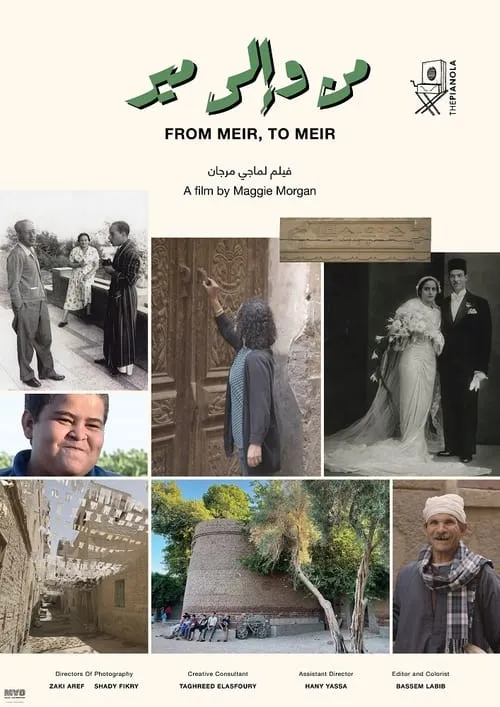 من وإلى مير
THEPIANOLA
FROM MEIR, TO MEIR
فيلم لماجي مرجان
A film by Maggie Morgan
Directors Of Photography
ZAKI AREF SHADY FIKRY
Creative Consultant
TAGHREED ELASFOURY
Assistant Director
HANY YASSA
Editor and Colorist
BASSEM LABIB
MAD